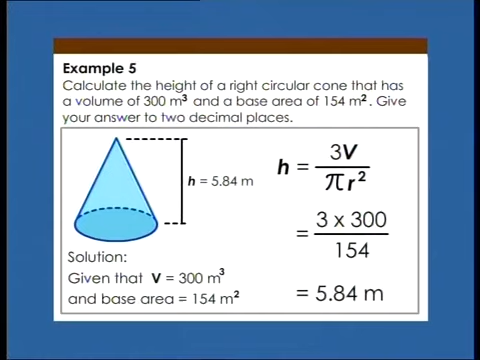 Example 5
Calculate the height of a right circular cone that has
a volume of 300 m³ and a base area of 154 m². Give
your answer to two decimal places.
h = 5.84 m
h = 3V / πr²
= 3 x 300 / 154
= 5.84 m
Solution:
Given that V = 300 m³
and base area = 154 m²